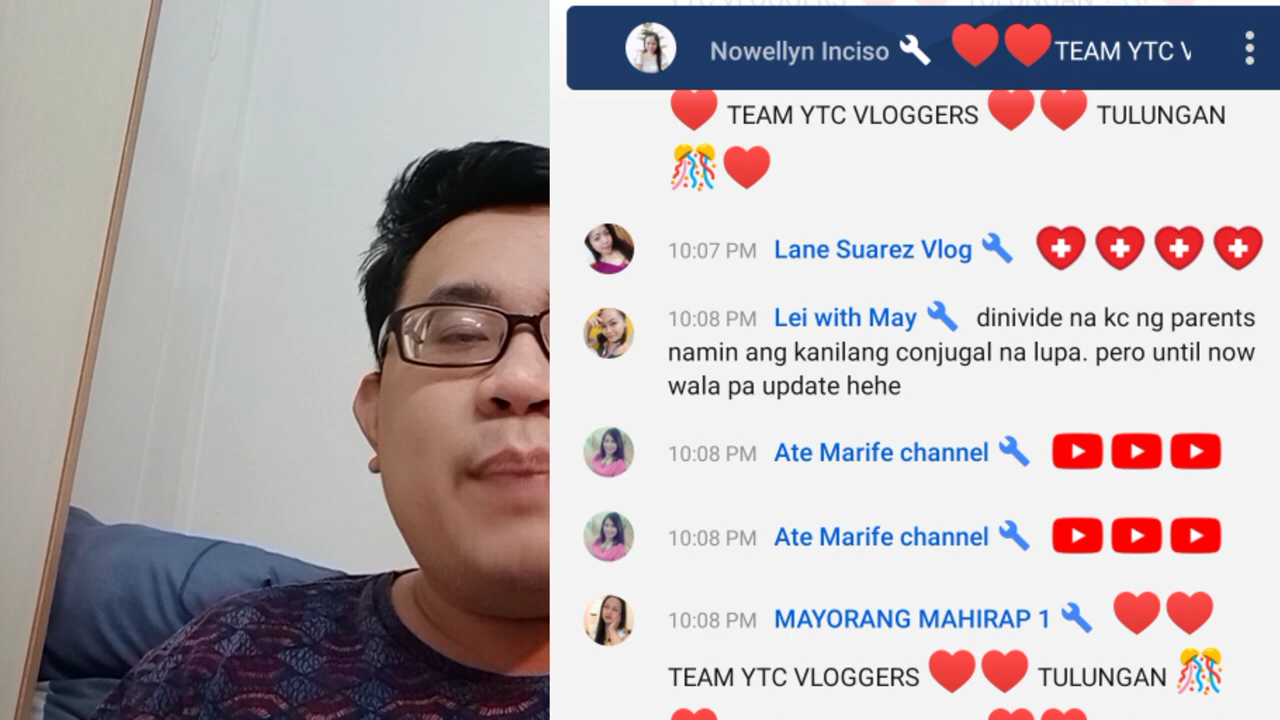 YTC VLOGGERS ❤️❤️ TULUNGAN 🎊❤️
Nowellyn Inciso 🔧 ❤️❤️TEAM YTC V
❤️ TEAM YTC VLOGGERS ❤️❤️ TULUNGAN
🎊❤️
10:07 PM Lane Suarez Vlog 🔧
10:08 PM Lei with May 🔧 dinivide na kc ng parents
namin ang kanilang conjugal na lupa. pero until now
wala pa update hehe
10:08 PM Ate Marife channel 🔧
10:08 PM Ate Marife channel 🔧
10:08 PM MAYORANG MAHIRAP 1 🔧 ❤️❤️
TEAM YTC VLOGGERS ❤️❤️ TULUNGAN 🎊